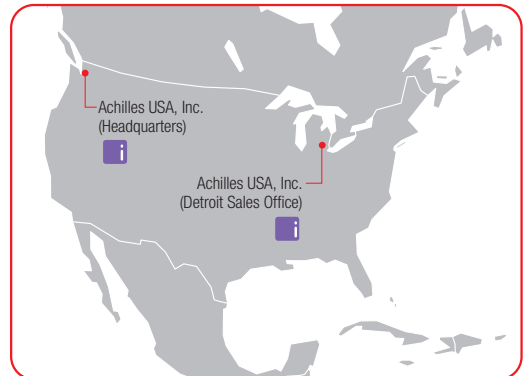 Achilles USA, Inc.
(Headquarters)
i
Achilles USA, Inc.
(Detroit Sales Office)
i